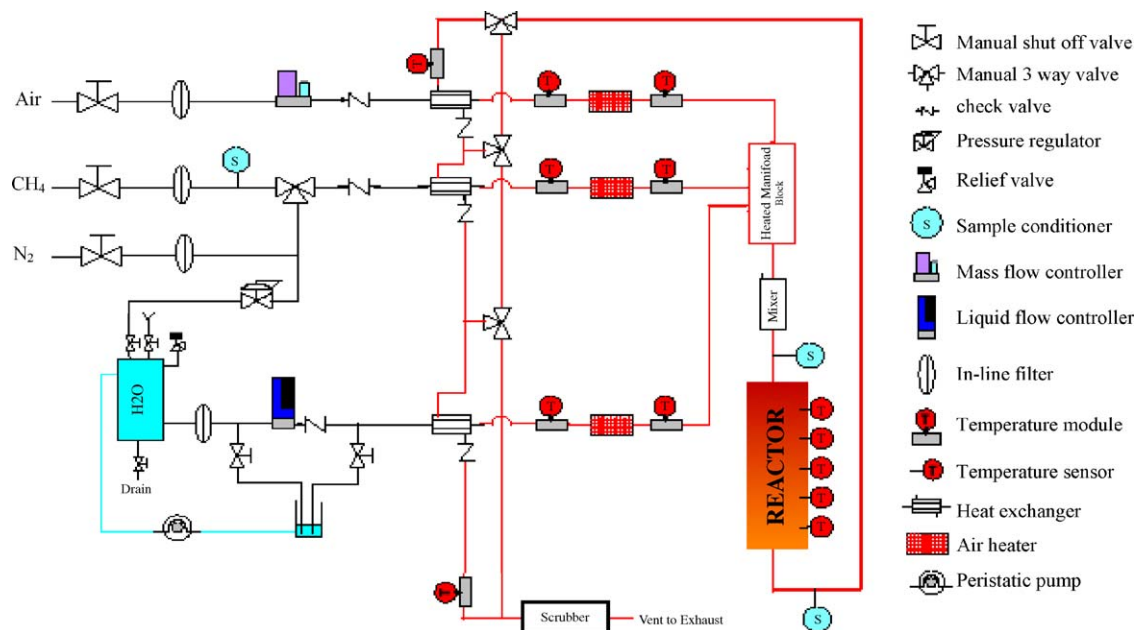 Air
CH4
N2
H2O
Drain
S
T
T
T
T
T
T
T
T
Heated Manifoad
Block
Mixer
S
REACTOR
T
T
T
T
T
S
Scrubber
Vent to Exhaust
Manual shut off valve
Manual 3 way valve
check valve
Pressure regulator
Relief valve
S
Sample conditioner
Mass flow controller
Liquid flow controller
In-line filter
T
Temperature module
T
Temperature sensor
Heat exchanger
Air heater
Peristatic pump